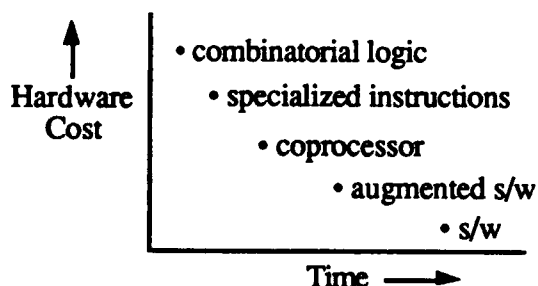 • combinatorial logic
• specialized instructions
Hardware
Cost
• coprocessor
• augmented s/w
• s/w
Time